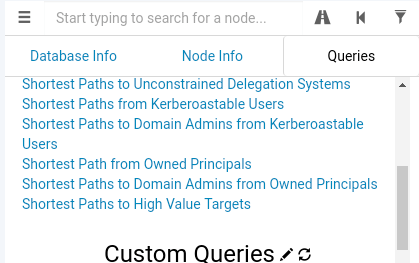 Start typing to search for a node...
Database Info
Node Info
Queries
Shortest Paths to Unconstrained Delegation Systems
Shortest Paths from Kerberoastable Users
Shortest Paths to Domain Admins from Kerberoastable
Users
Shortest Path from Owned Principals
Shortest Paths to Domain Admins from Owned Principals
Shortest Paths to High Value Targets
Custom Queries